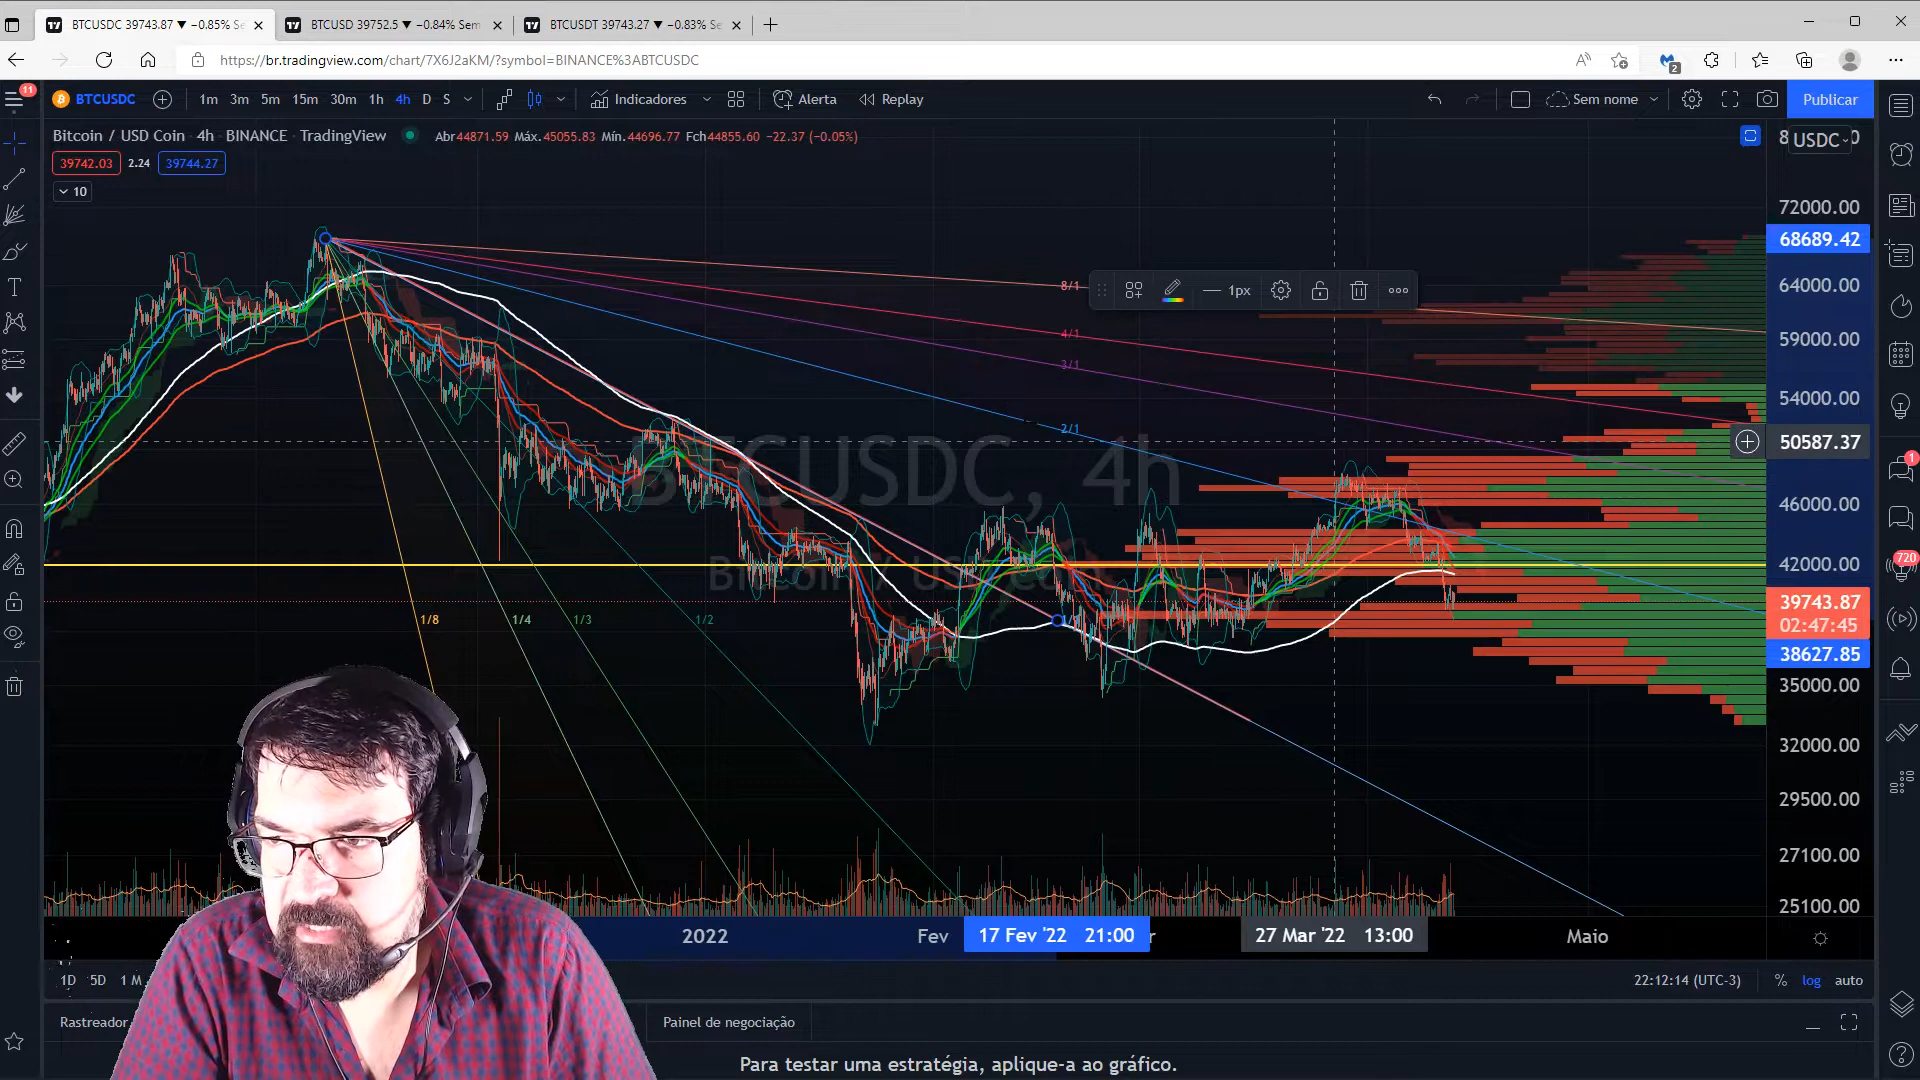 BTCUSDC 39743.87 ▼ −0.85% Se
BTCUSD 39752.5 ▼ −0.84% Sem
BTCUSDT 39743.27 ▼ −0.83% Se
https://br.tradingview.com/chart/7X6J2aKM/?symbol=BINANCE%3ABTCUSDC
2
11
BTCUSDC 1m 3m 5m 15m 30m 1h 4h D S Indicadores Alerta Replay Sem nome Publicar
Bitcoin / USD Coin · 4h · BINANCE · TradingView Abr44871.59 Máx.45055.83 Mín.44696.77 Fch44855.60 −22.37 (−0.05%)
USDC
39742.03 2.24 39744.27
10
72000.00
68689.42
8/1 1px 64000.00
4/1 59000.00
3/1
54000.00
2/1
50587.37
BTCUSDC, 4h
1
46000.00
42000.00
720
Bitcoin / USD Coin
39743.87
1/8 1/4 1/3 1/2
02:47:45
38627.85
35000.00
32000.00
29500.00
27100.00
25100.00
2022 Fev 17 Fev '22 21:00 27 Mar '22 13:00 Maio
1D 5D 1M 22:12:14 (UTC-3) % log auto
Rastreador Painel de negociação
Para testar uma estratégia, aplique-a ao gráfico.